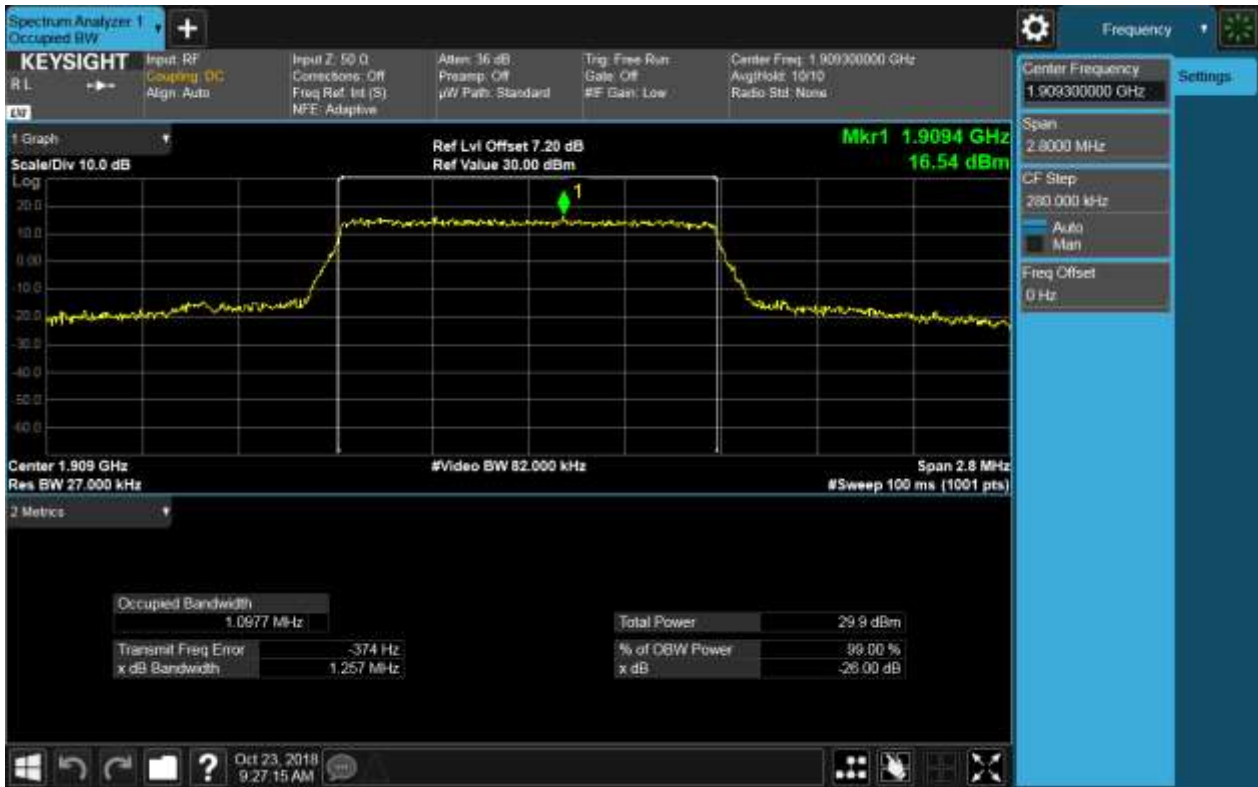 Spectrum Analyzer 1
Occupied BW
Frequency
KEYSIGHT
R L
Input: RF
Coupling: DC
Align: Auto
Input Z: 50 Ω
Corrections: Off
Freq Ref: Int (S)
NFE: Adaptive
Atten: 36 dB
Preamp: Off
µW Path: Standard
Trig: Free Run
Gate: Off
#IF Gain: Low
Center Freq: 1.909300000 GHz
Avg|Hold: 10/10
Radio Std: None
Center Frequency
1.909300000 GHz
Settings
Span
2.8000 MHz
CF Step
280.000 kHz
Auto
Man
Freq Offset
0 Hz
1 Graph
Scale/Div 10.0 dB
Ref Lvl Offset 7.20 dB
Ref Value 30.00 dBm
Mkr1 1.9094 GHz
16.54 dBm
Log
20.0
10.0
0.00
-10.0
-20.0
-30.0
-40.0
-50.0
-60.0
1
Center 1.909 GHz
#Video BW 82.000 kHz
Span 2.8 MHz
Res BW 27.000 kHz
#Sweep 100 ms (1001 pts)
2 Metrics
Occupied Bandwidth
1.0977 MHz
Total Power 29.9 dBm
Transmit Freq Error -374 Hz
% of OBW Power 99.00 %
x dB Bandwidth 1.257 MHz
x dB -26.00 dB
?
Oct 23, 2018
9:27:15 AM